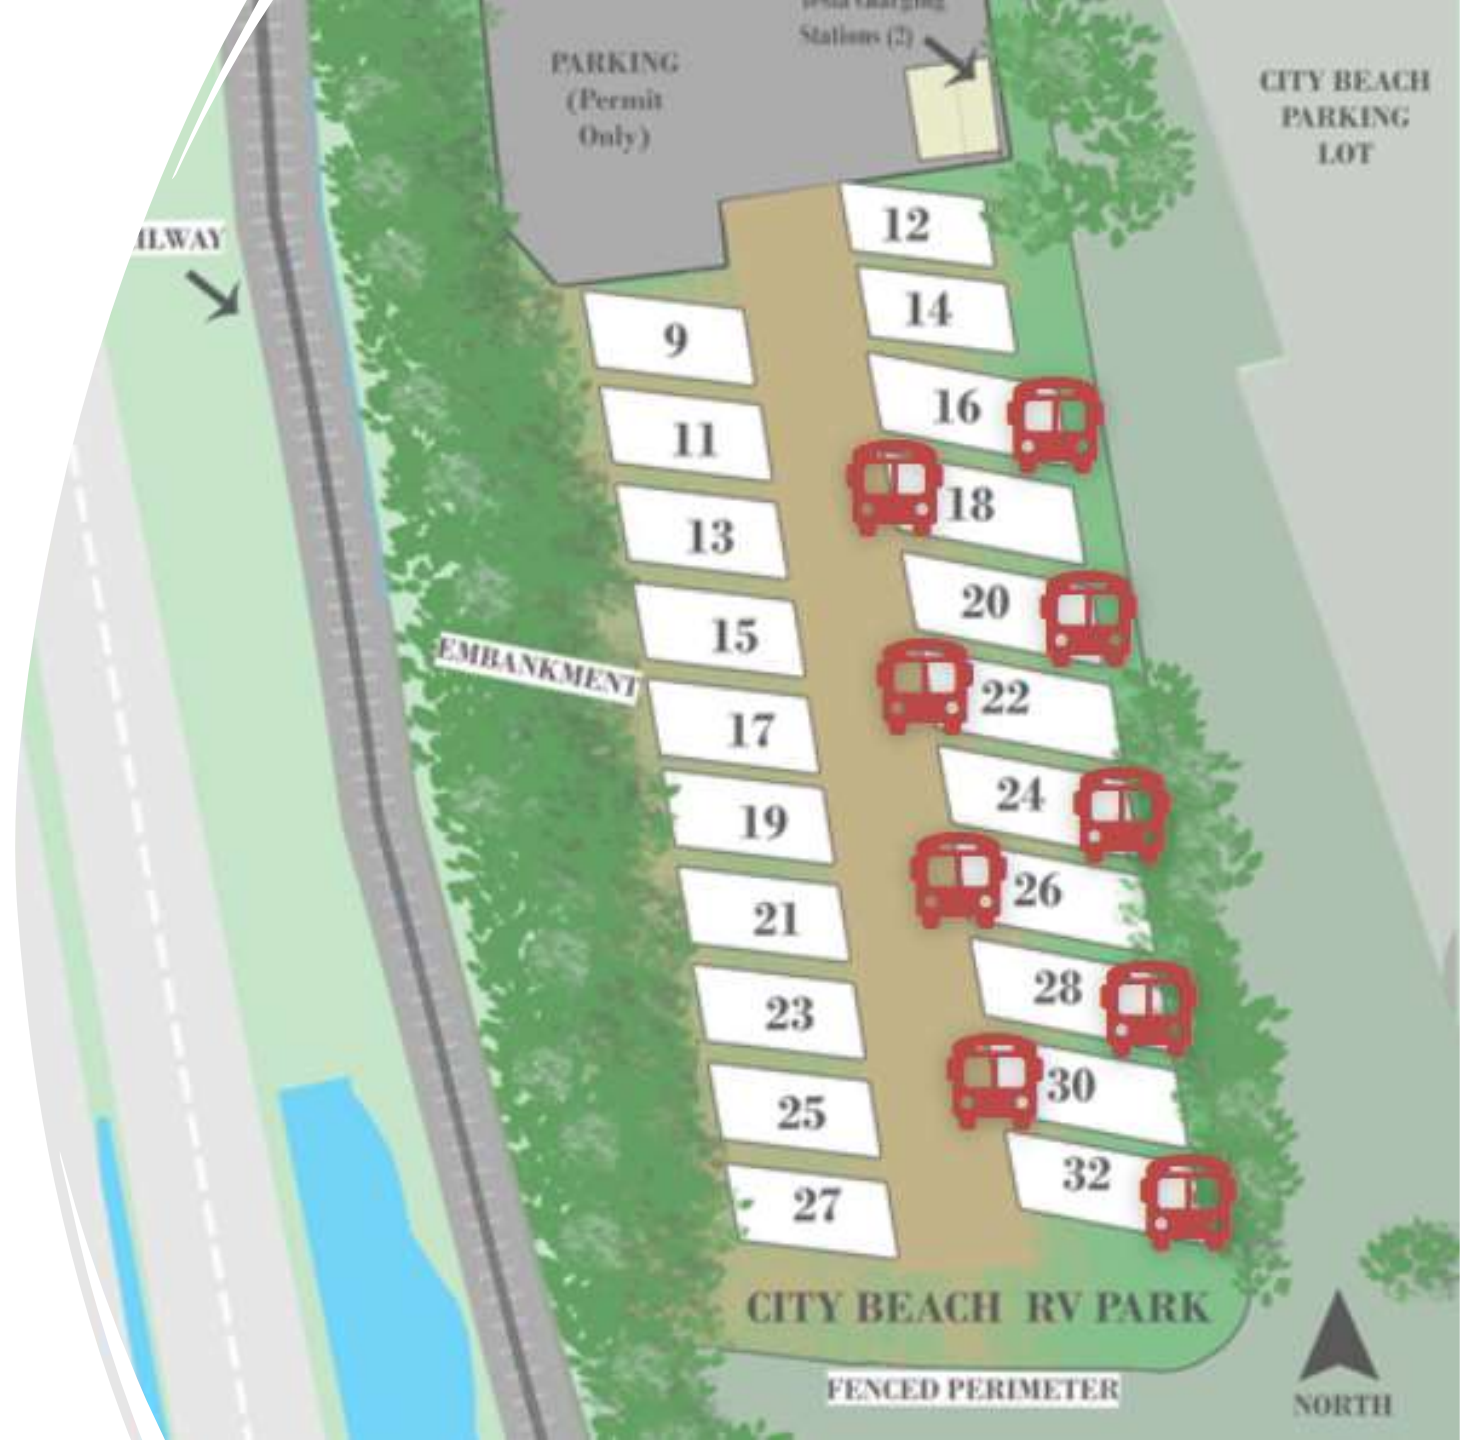 Stations (2)
PARKING
(Permit
Only)
CITY BEACH
PARKING
LOT
12
14
16
18
20
22
24
26
28
30
32
9
11
13
15
17
19
21
23
25
27
EMBANKMENT
CITY BEACH RV PARK
FENCED PERIMETER
NORTH